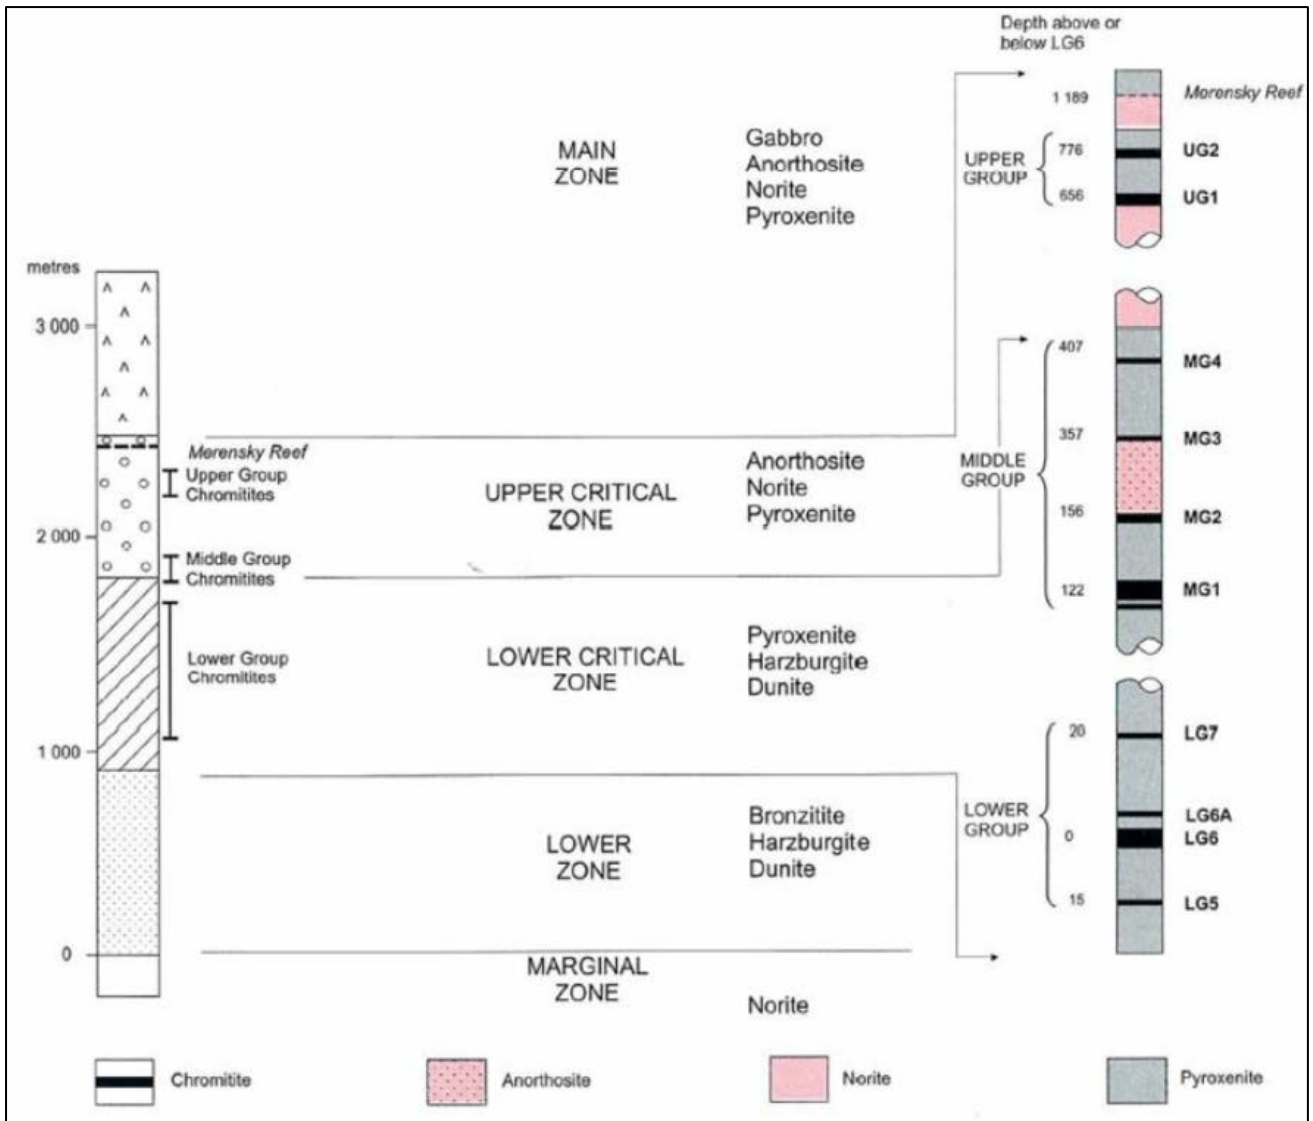 Depth above or
below LG6
1 189
Merensky Reef
MAIN
ZONE
Gabbro
Anorthosite
Norite
Pyroxenite
UPPER
GROUP
776
UG2
656
UG1
metres
3 000
407
MG4
357
MG3
MIDDLE
GROUP
156
MG2
122
MG1
Merensky Reef
Upper Group
Chromitites
UPPER CRITICAL
ZONE
Anorthosite
Norite
Pyroxenite
2 000
Middle Group
Chromitites
Lower Group
Chromitites
LOWER CRITICAL
ZONE
Pyroxenite
Harzburgite
Dunite
1 000
20
LG7
LOWER
GROUP
LG6A
0
LG6
15
LG5
LOWER
ZONE
Bronzitite
Harzburgite
Dunite
0
MARGINAL
ZONE
Norite
Chromitite
Anorthosite
Norite
Pyroxenite